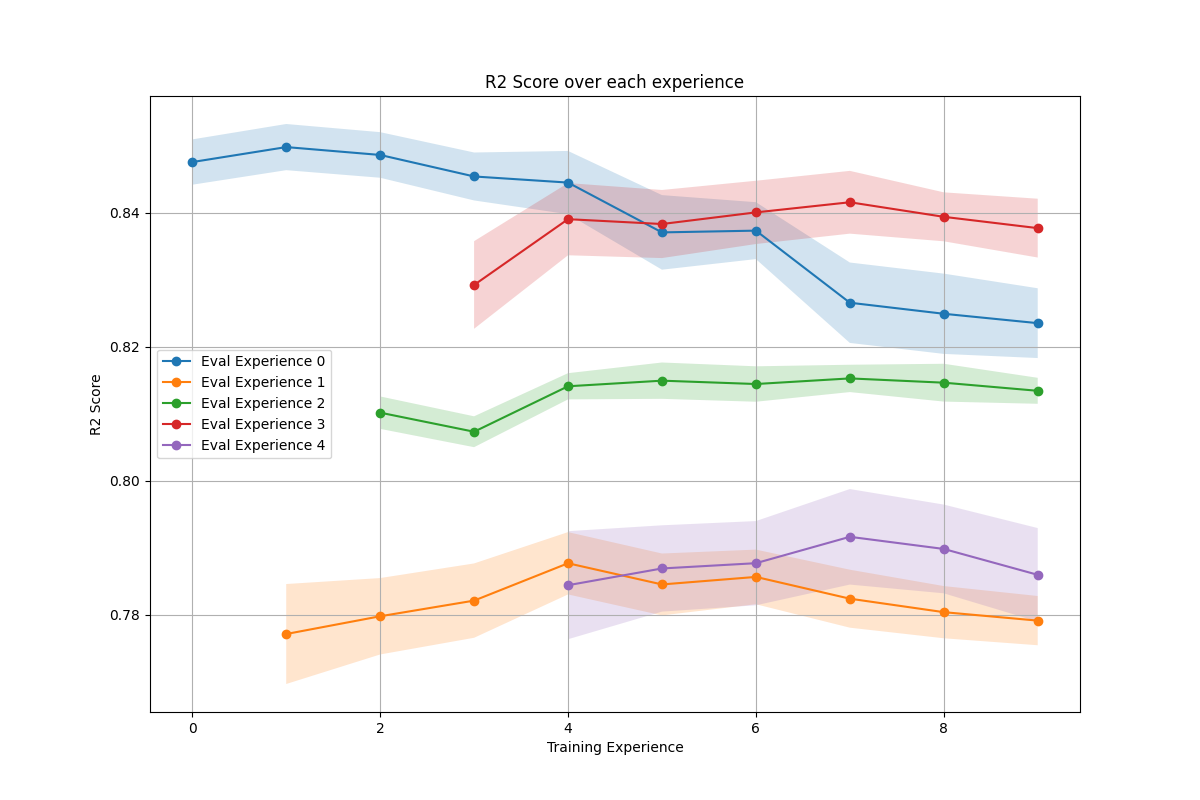 R2 Score over each experience
R2 Score
0.84
0.82
0.80
0.78
Eval Experience 0
Eval Experience 1
Eval Experience 2
Eval Experience 3
Eval Experience 4
0 2 4 6 8
Training Experience